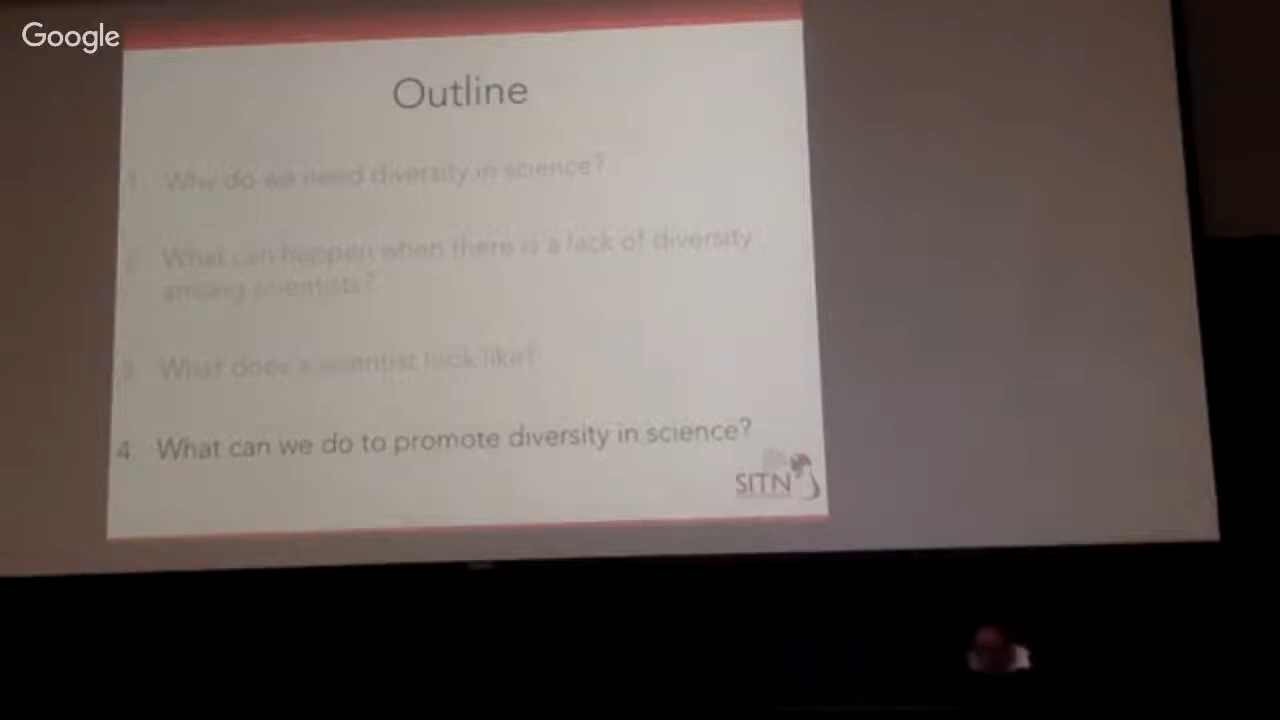 Google
Outline
1. Why do we need diversity in science?
2. What can happen when there is a lack of diversity
among scientists?
3. What does a scientist look like?
4. What can we do to promote diversity in science?
SITN